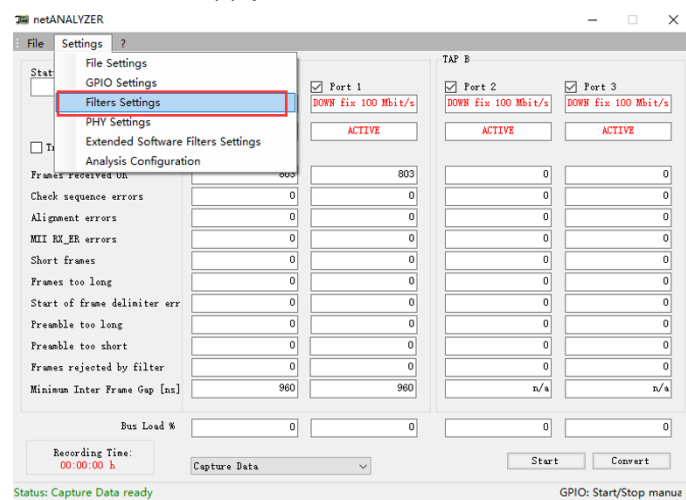 netANALYZER
File Settings ?
File Settings
GPIO Settings
Filters Settings
PHY Settings
Extended Software Filters Settings
Analysis Configuration
TAP B
Port 1 Port 2 Port 3
DOWN fix 100 Mbit/s DOWN fix 100 Mbit/s DOWN fix 100 Mbit/s
ACTIVE ACTIVE ACTIVE
Frames received OK 803 803 0 0
Check sequence errors 0 0 0 0
Alignment errors 0 0 0 0
MII RX_ER errors 0 0 0 0
Short frames 0 0 0 0
Frames too long 0 0 0 0
Start of frame delimiter err 0 0 0 0
Preamble too long 0 0 0 0
Preamble too short 0 0 0 0
Frames rejected by filter 0 0 0 0
Minimum Inter Frame Gap [ns] 960 960 n/a n/a
Bus Load % 0 0 0 0
Recording Time:
00:00:00 h
Capture Data Start Convert
Status: Capture Data ready GPIO: Start/Stop manua